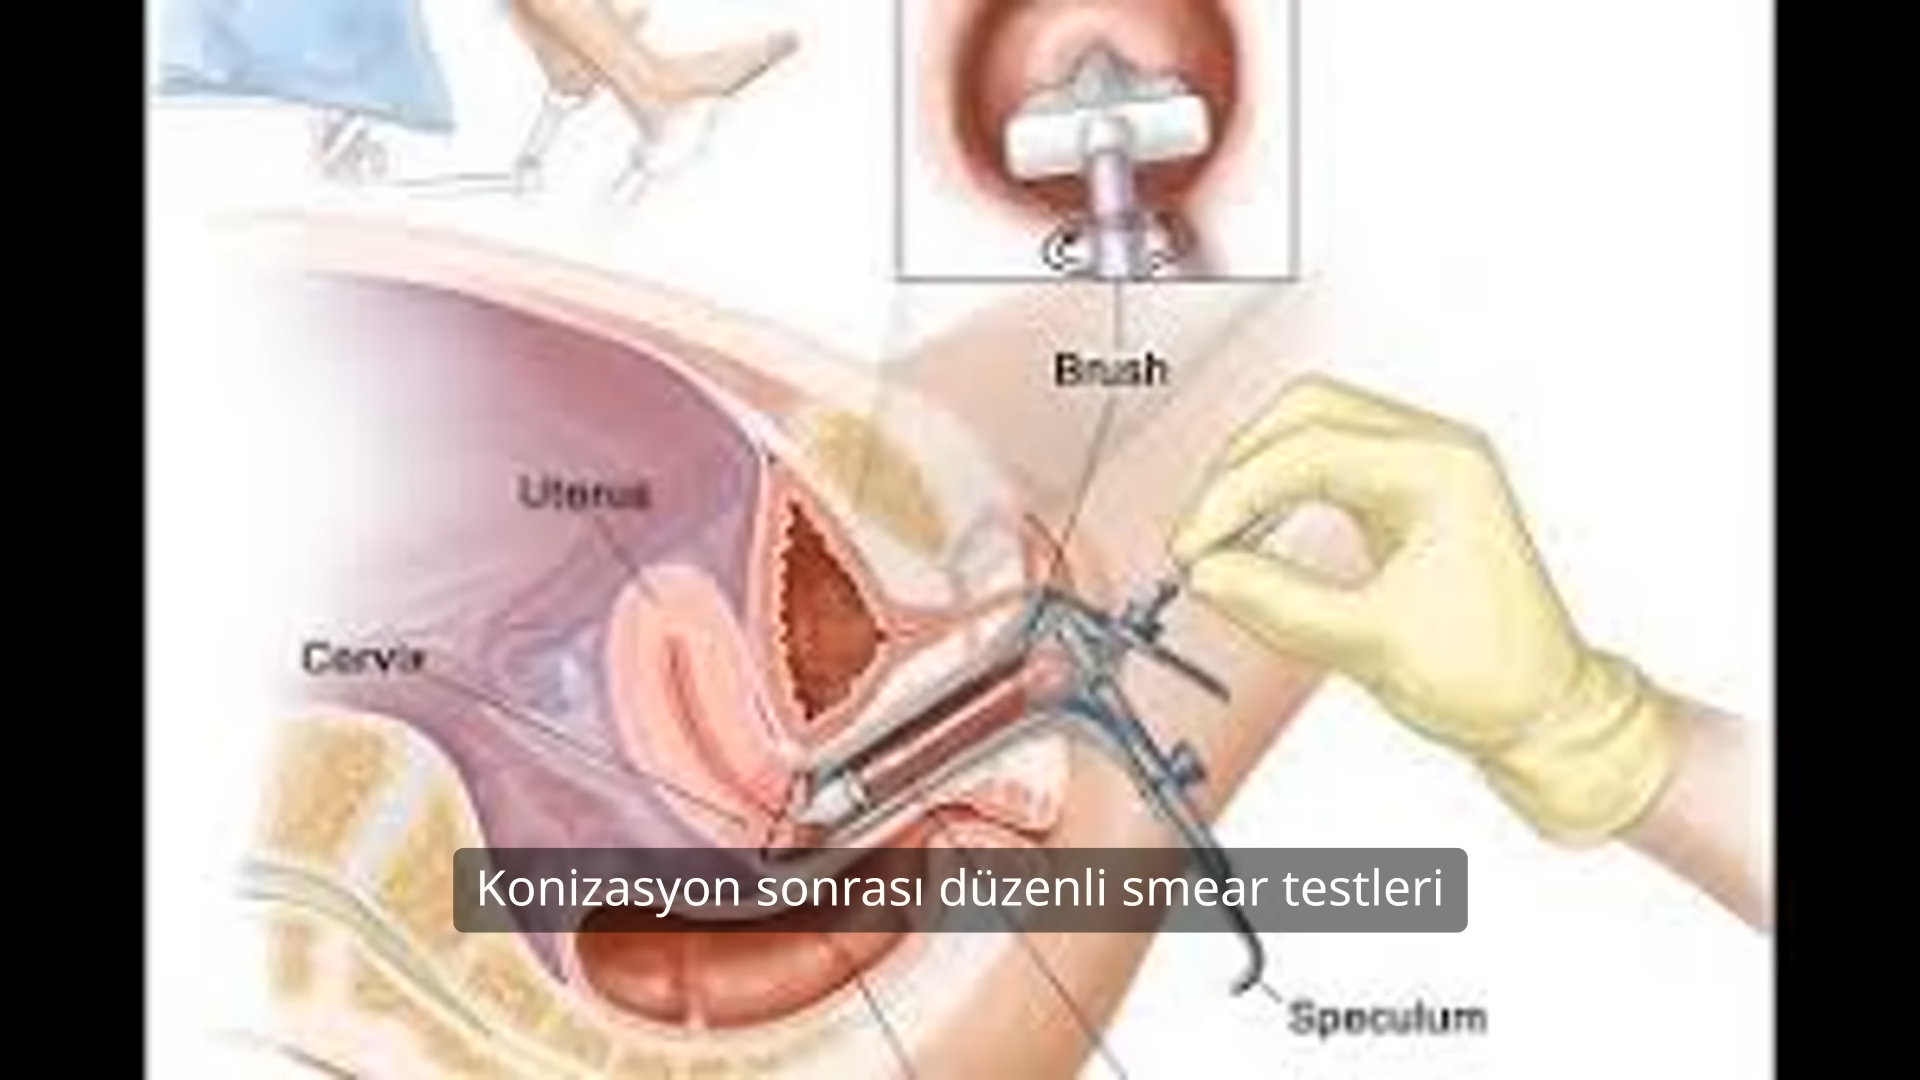 Brush
Uterus
Cervix
Konizasyon sonrası düzenli smear testleri
Speculum